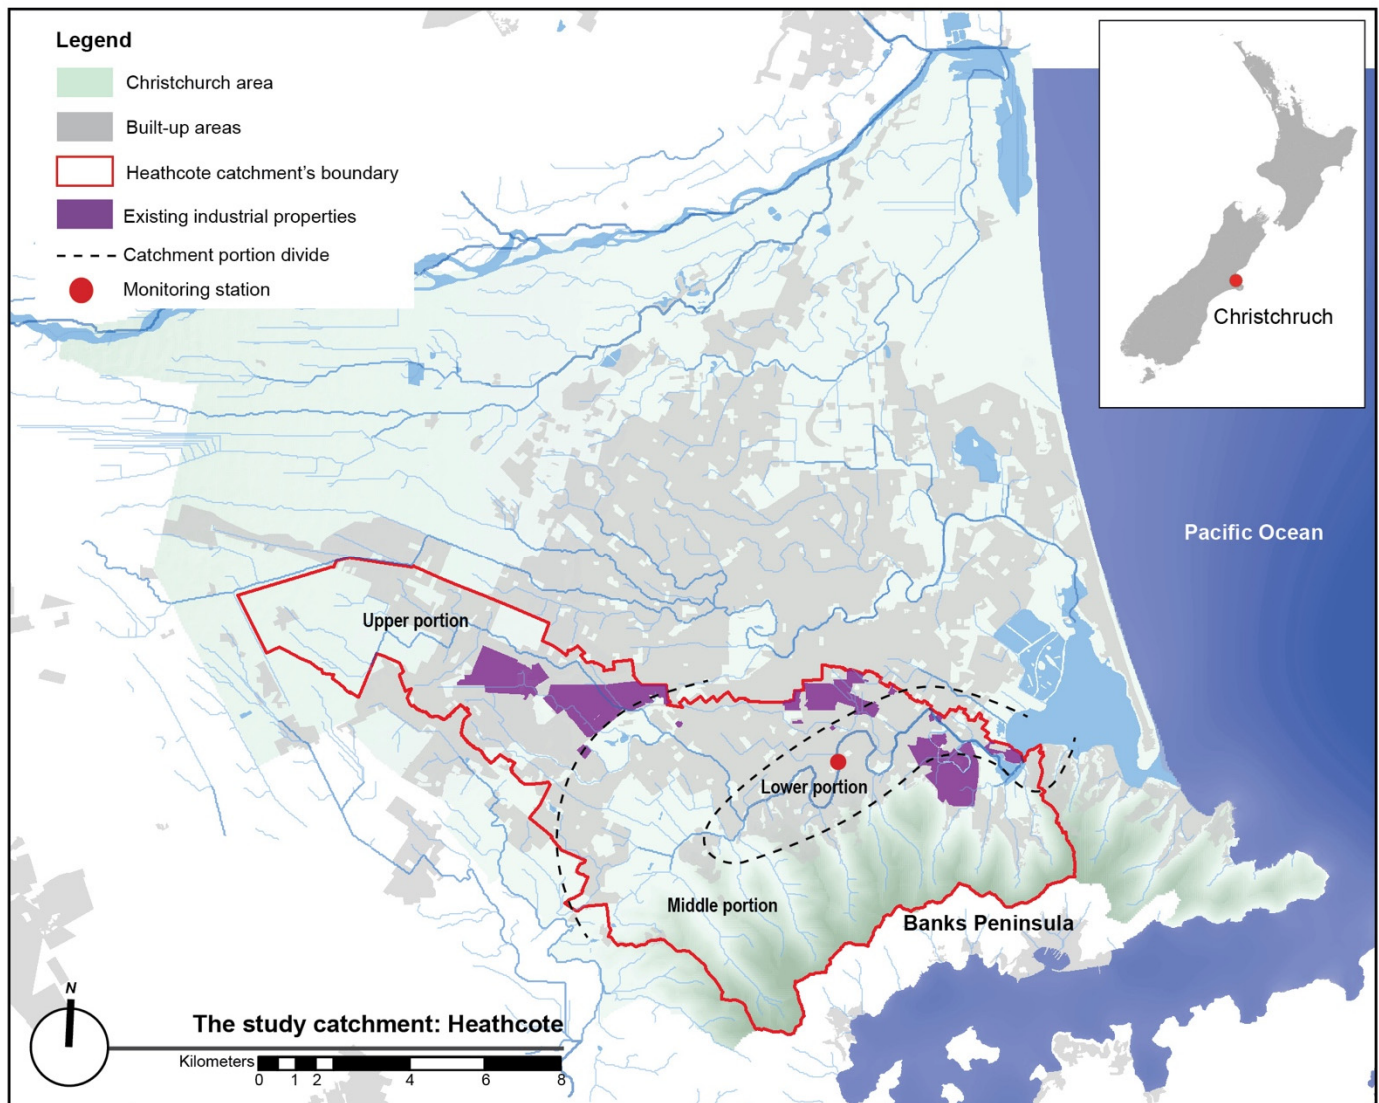 Legend
Christchurch area
Built-up areas
Heathcote catchment's boundary
Existing industrial properties
Catchment portion divide
Monitoring station
Christchruch
Pacific Ocean
Upper portion
Lower portion
Middle portion
Banks Peninsula
N
The study catchment: Heathcote
Kilometers
0 1 2 4 6 8